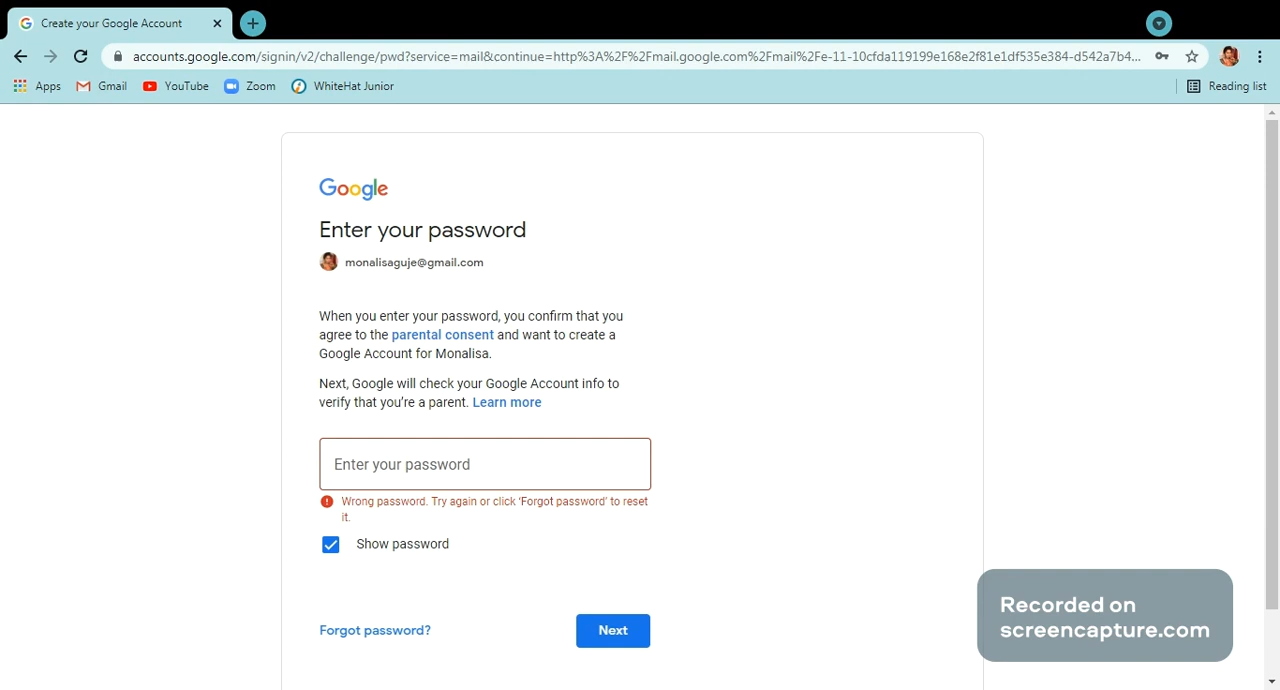 Create your Google Account
accounts.google.com/signin/v2/challenge/pwd?service=mail&continue=http%3A%2F%2Fmail.google.com%2Fmail%2Fe-11-10cfda119199e168e2f81e1df535e384-d542a7b4...
Apps Gmail YouTube Zoom WhiteHat Junior Reading list
Google
Enter your password
monalisaguje@gmail.com
When you enter your password, you confirm that you
agree to the parental consent and want to create a
Google Account for Monalisa.
Next, Google will check your Google Account info to
verify that you're a parent. Learn more
Enter your password
Wrong password. Try again or click 'Forgot password' to reset
it.
Show password
Forgot password? Next
Recorded on
screencapture.com